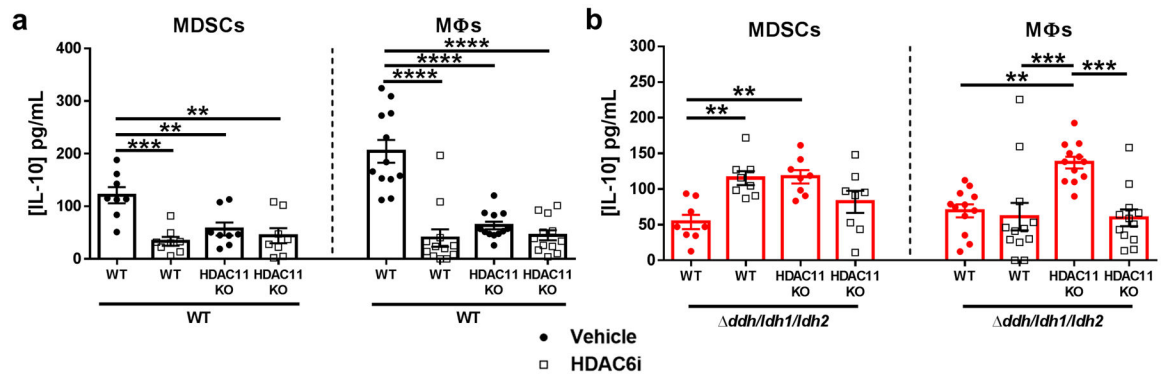 a
MDSCs
MΦs
[IL-10] pg/mL
400
300
200
100
0
**
**
***
****
****
****
WT
WT
HDAC11 KO
HDAC11 KO
WT
WT
WT
HDAC11 KO
HDAC11 KO
WT
b
MDSCs
MΦs
[IL-10] pg/mL
300
250
200
150
100
50
0
**
**
***
**
***
WT
WT
HDAC11 KO
HDAC11 KO
Δddh/ldh1/ldh2
WT
WT
HDAC11 KO
HDAC11 KO
Δddh/ldh1/ldh2
Vehicle
HDAC6i